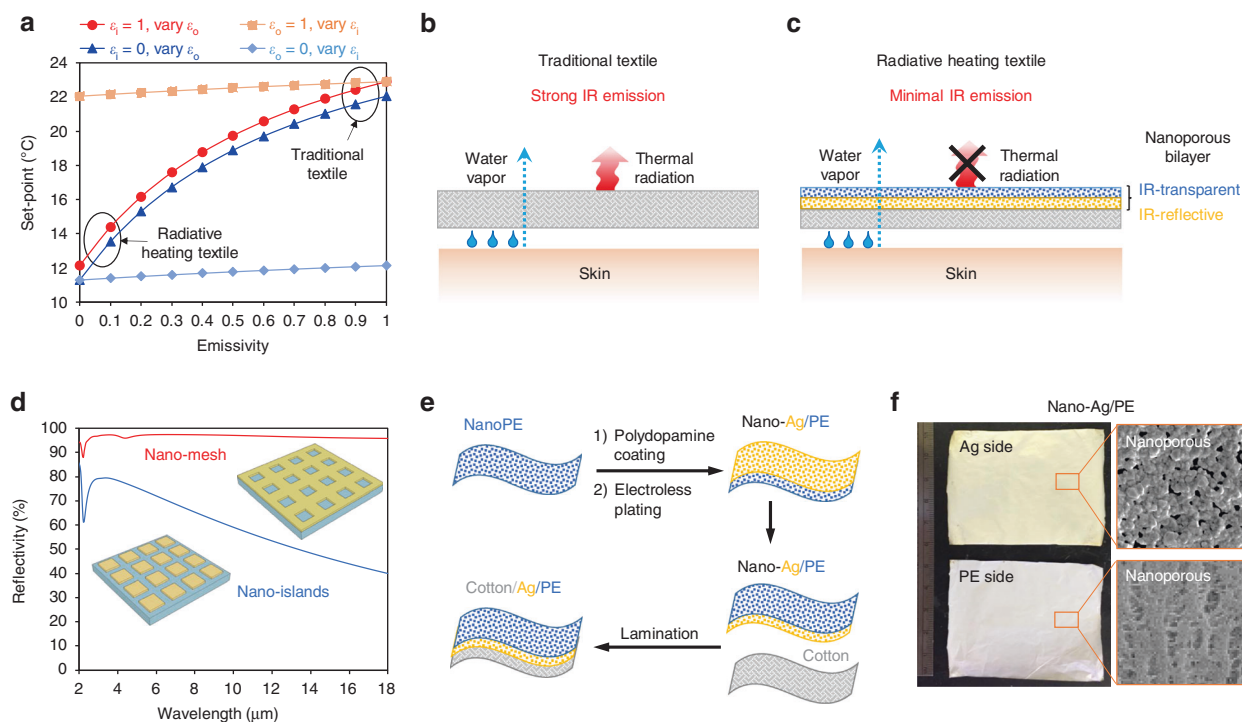 a
εi = 1, vary εo
εo = 1, vary εi
εi = 0, vary εo
εo = 0, vary εi
Set-point (°C)
24
22
20
18
16
14
12
10
Traditional
textile
Radiative
heating textile
0 0.1 0.2 0.3 0.4 0.5 0.6 0.7 0.8 0.9 1
Emissivity
b
Traditional textile
Strong IR emission
Water
vapor
Thermal
radiation
Skin
c
Radiative heating textile
Minimal IR emission
Water
vapor
Thermal
radiation
Nanoporous
bilayer
IR-transparent
IR-reflective
Skin
d
Reflectivity (%)
100
90
80
70
60
50
40
30
20
10
0
Nano-mesh
Nano-islands
2 4 6 8 10 12 14 16 18
Wavelength (μm)
e
NanoPE
1) Polydopamine
coating
2) Electroless
plating
Nano-Ag/PE
Nano-Ag/PE
Cotton/Ag/PE
Lamination
Cotton
f
Nano-Ag/PE
Ag side
Nanoporous
PE side
Nanoporous